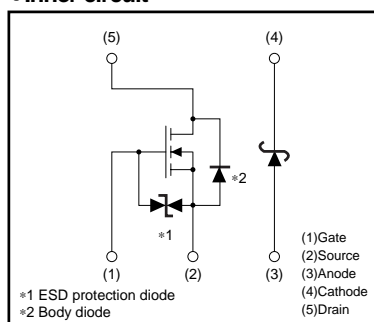 Inner circuit
(5)
(4)
*2
*1
(1)
(2)
(3)
(1)Gate
(2)Source
(3)Anode
(4)Cathode
(5)Drain
*1 ESD protection diode
*2 Body diode